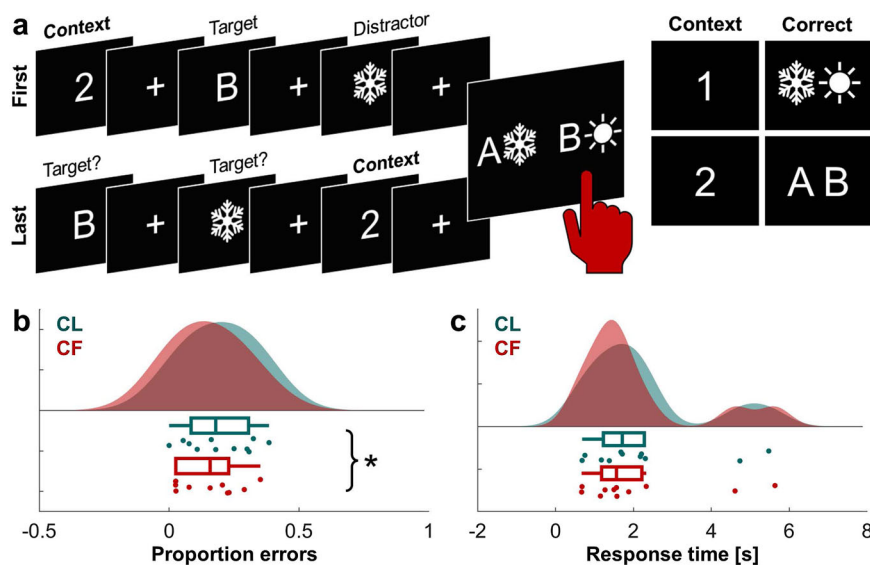 a
Context Target Distractor
First
2 + B + +
Target? Target? Context
Last
B + + 2 +
A B
Context Correct
1
2 A B
b
CL
CF
*
-0.5 0 0.5 1
Proportion errors
c
CL
CF
-2 0 2 4 6 8
Response time [s]